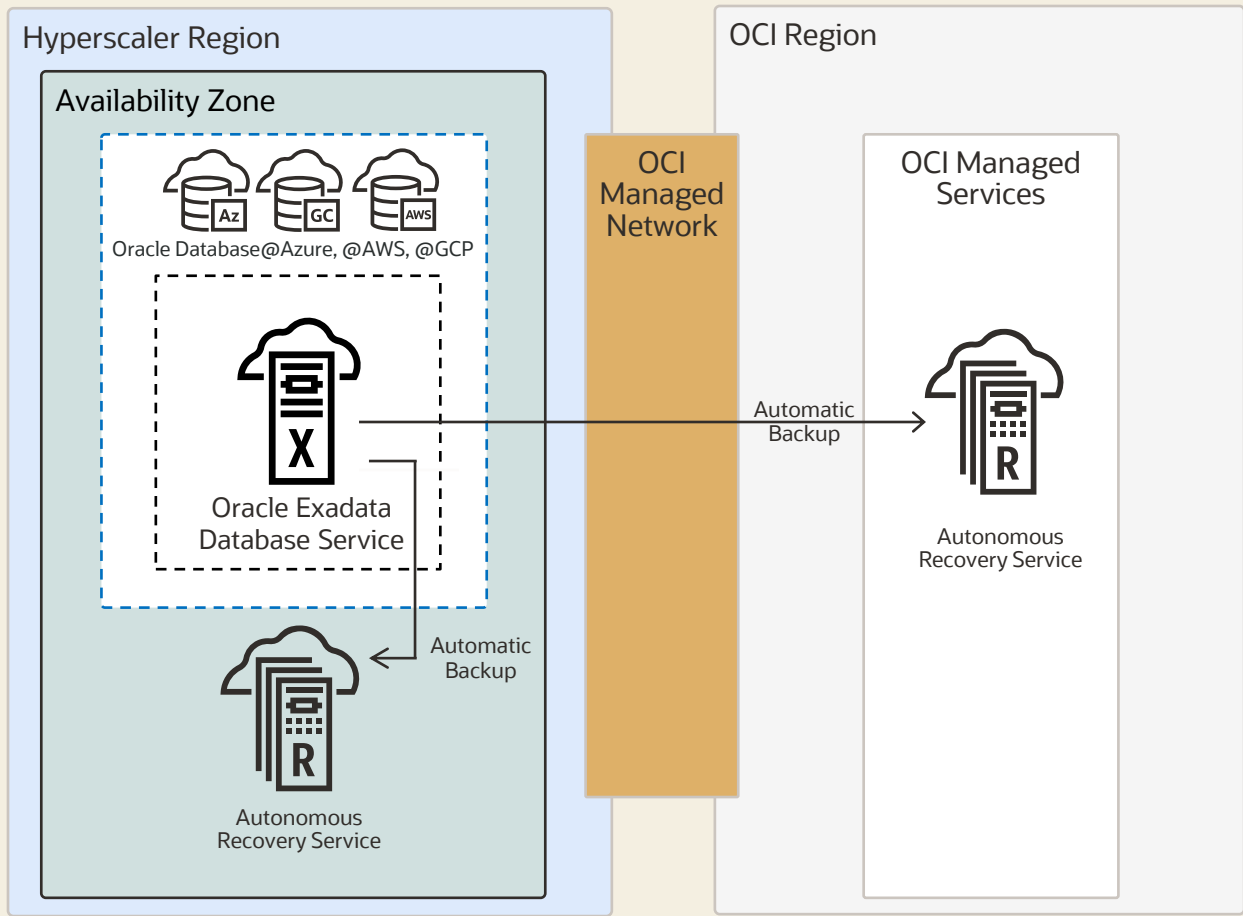 Hyperscaler Region
Availability Zone
Az
GC
AWS
Oracle Database@Azure, @AWS, @GCP
X
Oracle Exadata
Database Service
Automatic
Backup
R
Autonomous
Recovery Service
OCI
Managed
Network
OCI Region
OCI Managed
Services
Automatic
Backup
R
Autonomous
Recovery Service